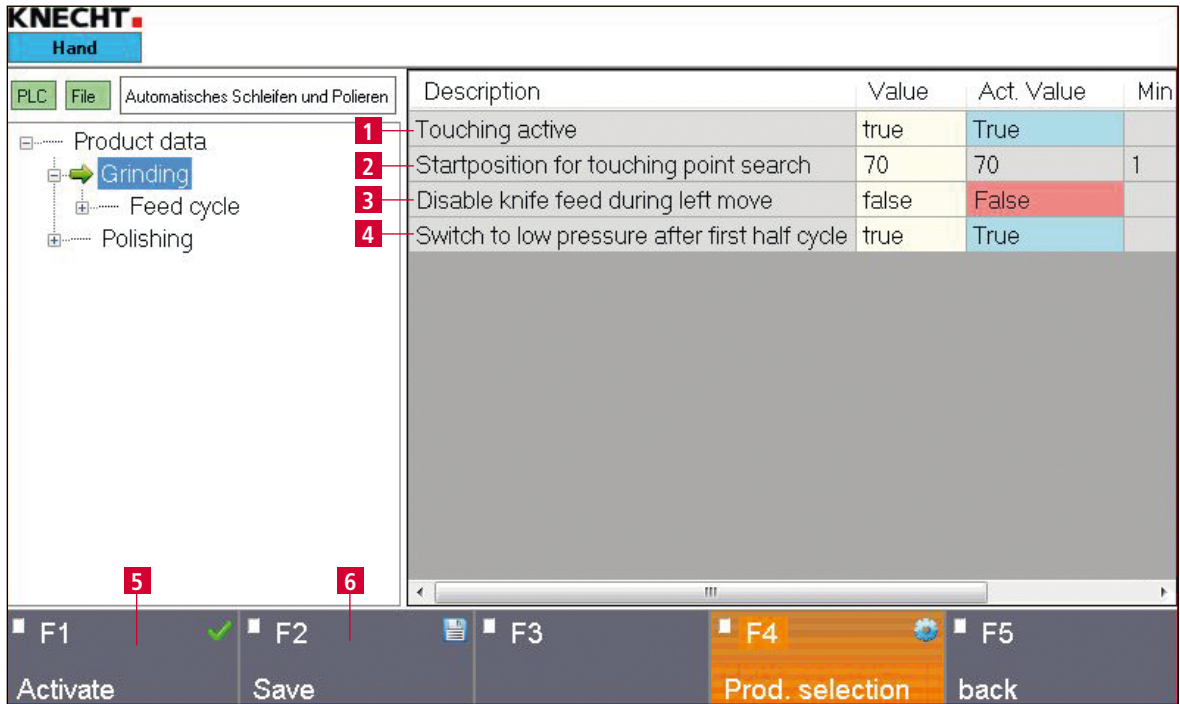 KNECHT
Hand
PLC File Automatisches Schleifen und Polieren
Product data
Grinding
Feed cycle
Polishing
Description Value Act. Value Min
1 Touching active true True
2 Startposition for touching point search 70 70 1
3 Disable knife feed during left move false False
4 Switch to low pressure after first half cycle true True
5 6
F1 F2 F3 F4 F5
Activate Save Prod. selection back